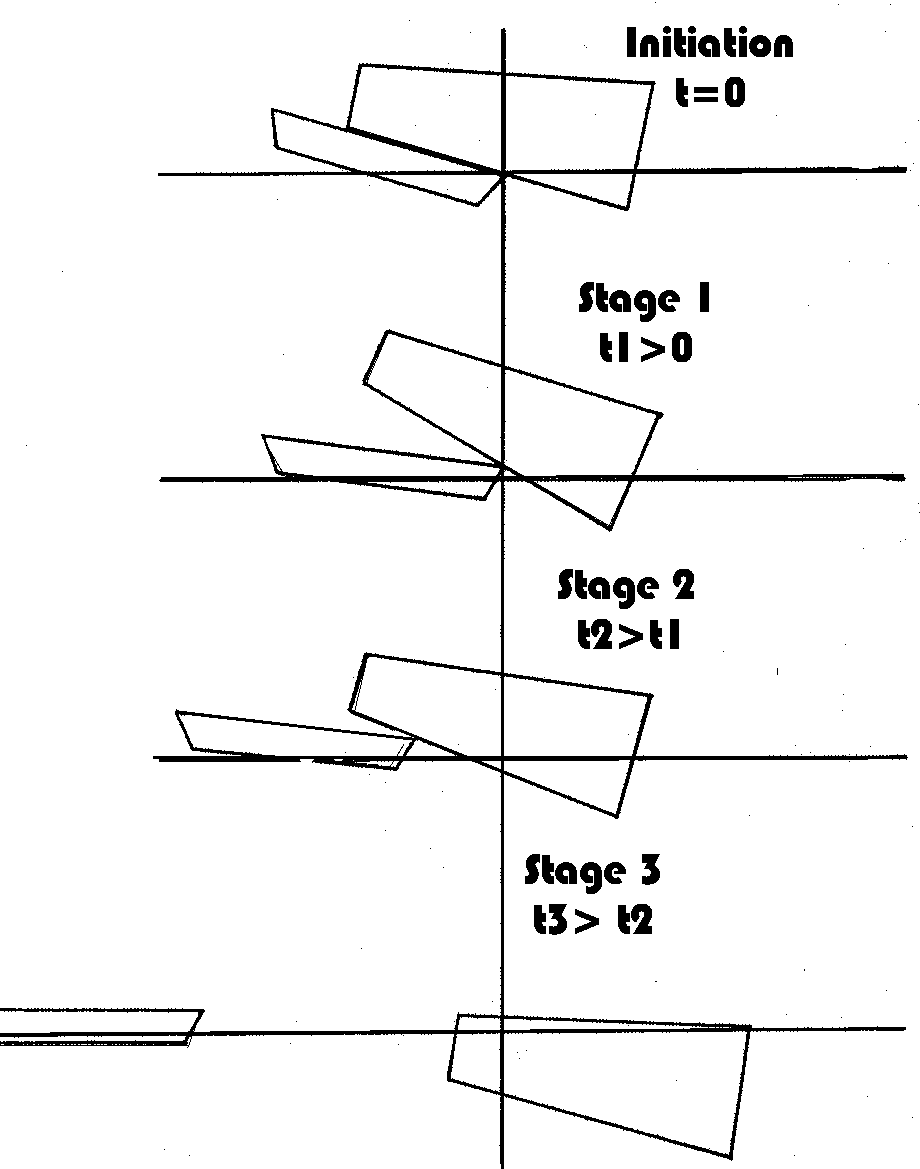 Initiation
t=0
Stage 1
t1>0
Stage 2
t2>t1
Stage 3
t3> t2